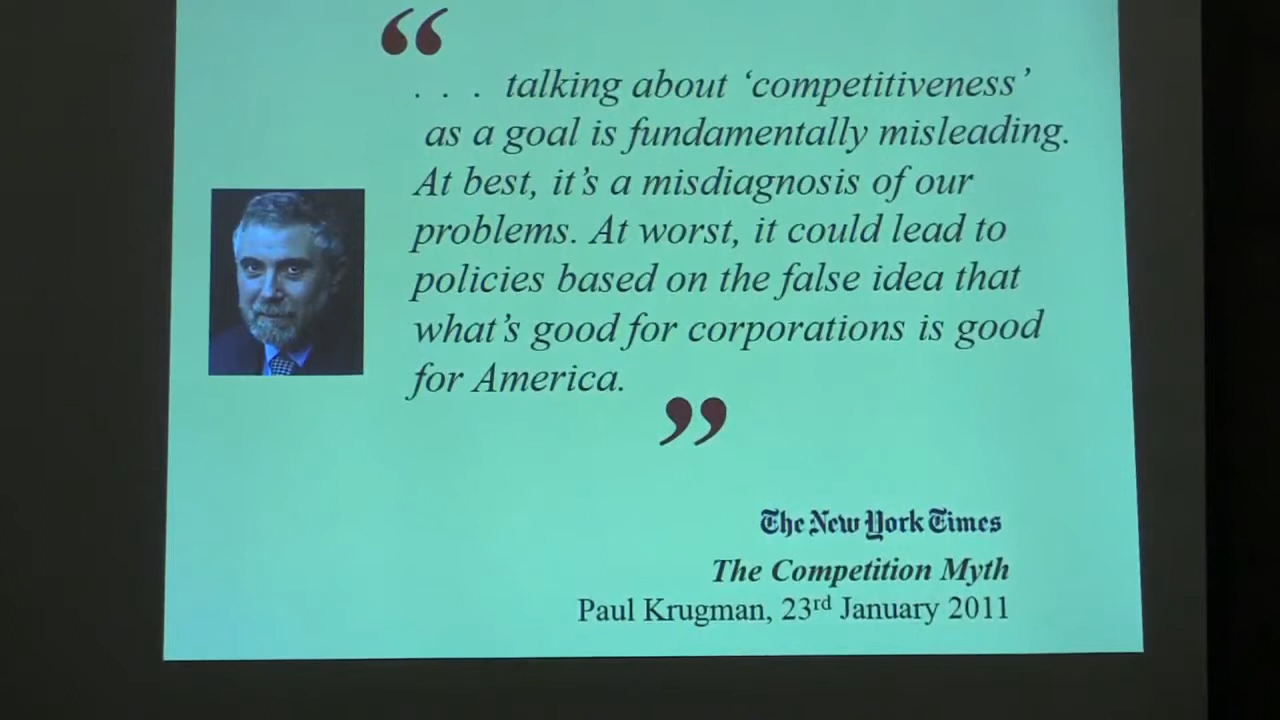 “
. . . talking about ‘competitiveness’
as a goal is fundamentally misleading.
At best, it’s a misdiagnosis of our
problems. At worst, it could lead to
policies based on the false idea that
what’s good for corporations is good
for America.
”
The New York Times
The Competition Myth
Paul Krugman, 23rd January 2011